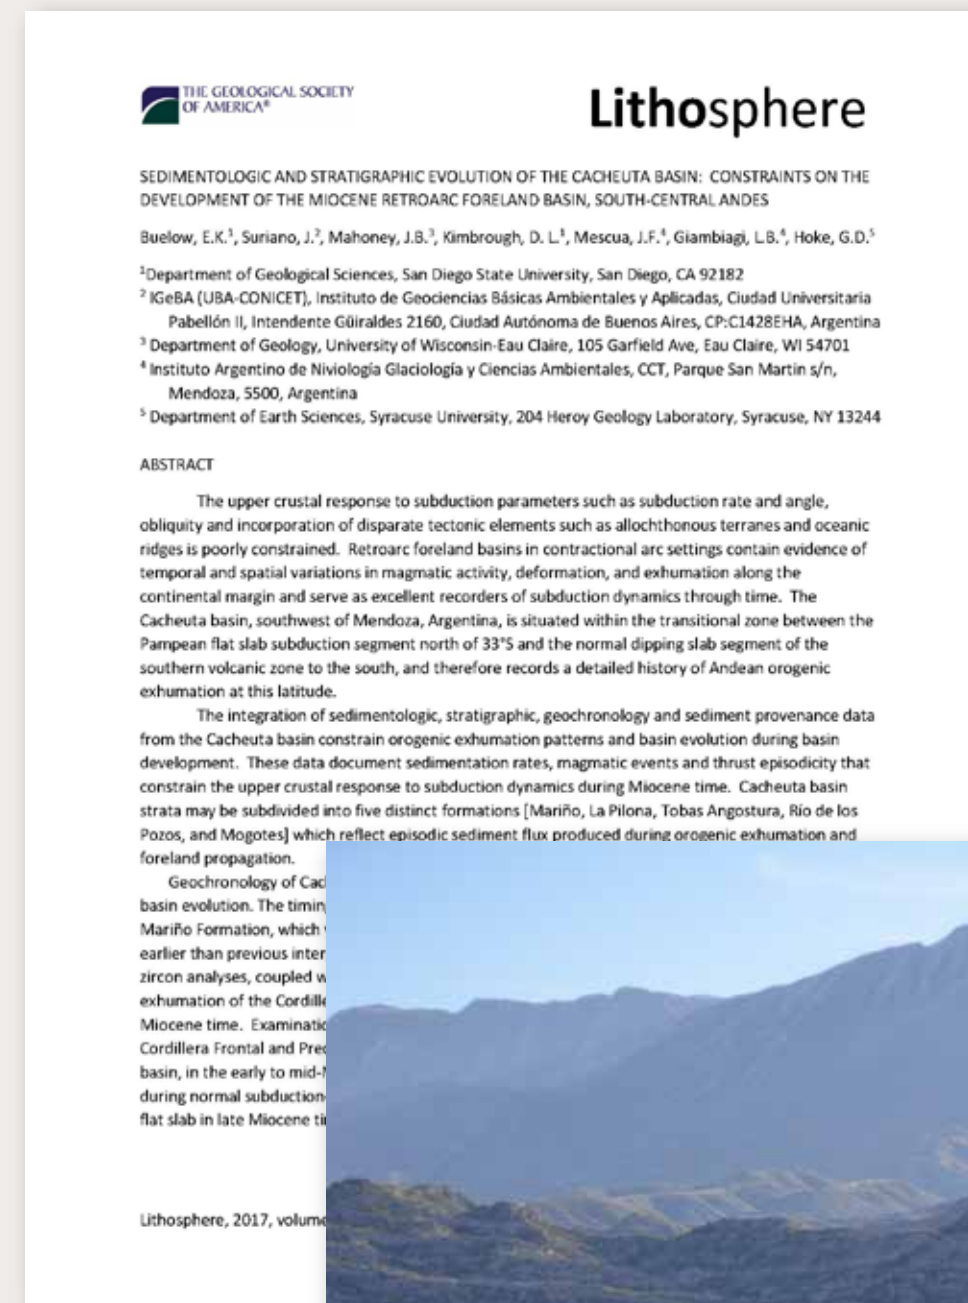 THE GEOLOGICAL SOCIETY
OF AMERICA®
Lithosphere
SEDIMENTOLOGIC AND STRATIGRAPHIC EVOLUTION OF THE CACHEUTA BASIN: CONSTRAINTS ON THE
DEVELOPMENT OF THE MIOCENE RETROARC FORELAND BASIN, SOUTH-CENTRAL ANDES
Buelow, E.K.¹, Suriano, J.², Mahoney, J.B.³, Kimbrough, D. L.¹, Mescua, J.F.⁴, Giambiagi, L.B.⁴, Hoke, G.D.⁵
¹Department of Geological Sciences, San Diego State University, San Diego, CA 92182
² IGeBA (UBA-CONICET), Instituto de Geociencias Básicas Ambientales y Aplicadas, Ciudad Universitaria
Pabellón II, Intendente Güiraldes 2160, Ciudad Autónoma de Buenos Aires, CP:C1428EHA, Argentina
³ Department of Geology, University of Wisconsin-Eau Claire, 105 Garfield Ave, Eau Claire, WI 54701
⁴ Instituto Argentino de Niviología Glaciología y Ciencias Ambientales, CCT, Parque San Martin s/n,
Mendoza, 5500, Argentina
⁵ Department of Earth Sciences, Syracuse University, 204 Heroy Geology Laboratory, Syracuse, NY 13244
ABSTRACT
The upper crustal response to subduction parameters such as subduction rate and angle,
obliquity and incorporation of disparate tectonic elements such as allochthonous terranes and oceanic
ridges is poorly constrained. Retroarc foreland basins in contractional arc settings contain evidence of
temporal and spatial variations in magmatic activity, deformation, and exhumation along the
continental margin and serve as excellent recorders of subduction dynamics through time. The
Cacheuta basin, southwest of Mendoza, Argentina, is situated within the transitional zone between the
Pampean flat slab subduction segment north of 33°S and the normal dipping slab segment of the
southern volcanic zone to the south, and therefore records a detailed history of Andean orogenic
exhumation at this latitude.
The integration of sedimentologic, stratigraphic, geochronology and sediment provenance data
from the Cacheuta basin constrain orogenic exhumation patterns and basin evolution during basin
development. These data document sedimentation rates, magmatic events and thrust episodicity that
constrain the upper crustal response to subduction dynamics during Miocene time. Cacheuta basin
strata may be subdivided into five distinct formations [Mariño, La Pilona, Tobas Angostura, Río de los
Pozos, and Mogotes] which reflect episodic sediment flux produced during orogenic exhumation and
foreland propagation.
Geochronology of
basin evolution. The
Mariño Formation, which
earlier than previous
zircon analyses, coupled
exhumation of the
Miocene time.
Cordillera Frontal and
basin, in the early to
during normal subduction
flat slab in late Miocene
Lithosphere, 2017, volume